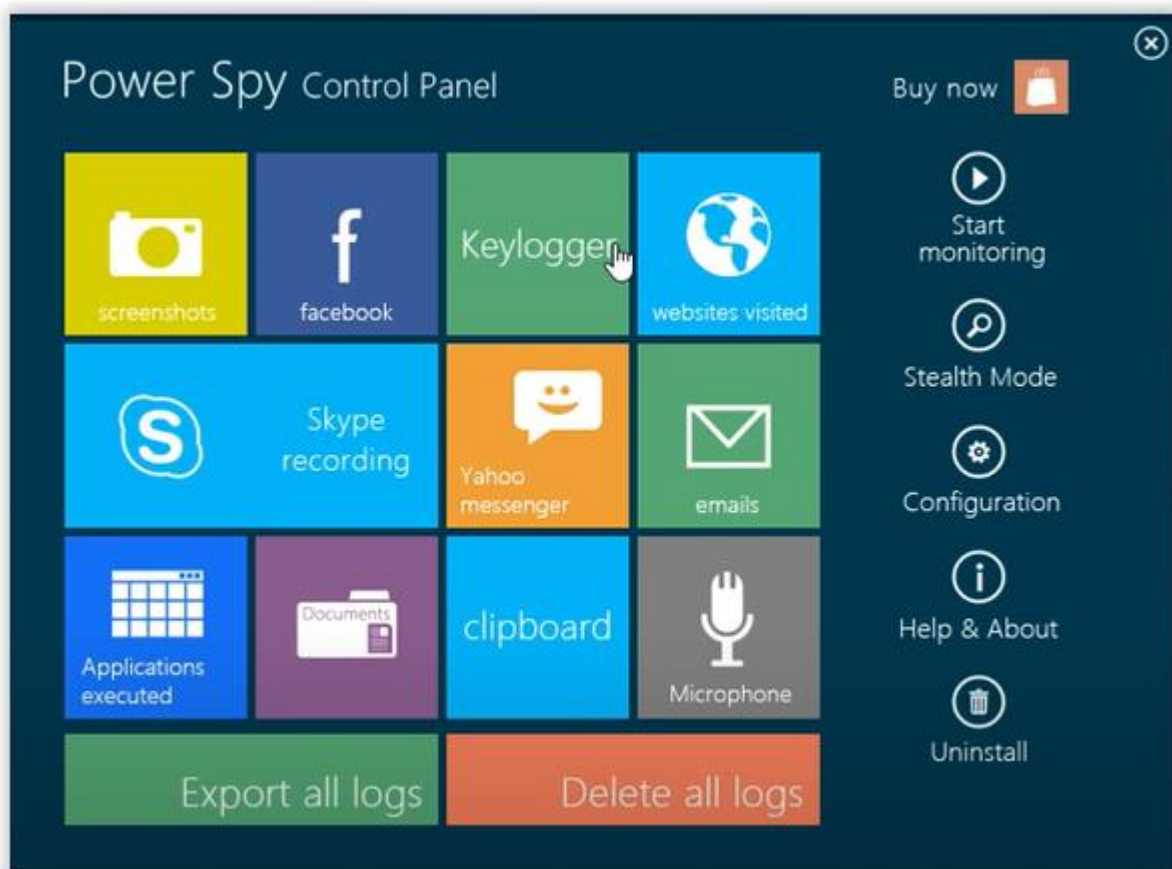 Power Spy Control Panel
Buy now
screenshots
f
facebook
Keylogger
websites visited
S
Skype
recording
Yahoo
messenger
emails
Applications
executed
Documents
clipboard
Microphone
Export all logs
Delete all logs
Start
monitoring
Stealth Mode
Configuration
i
Help & About
Uninstall